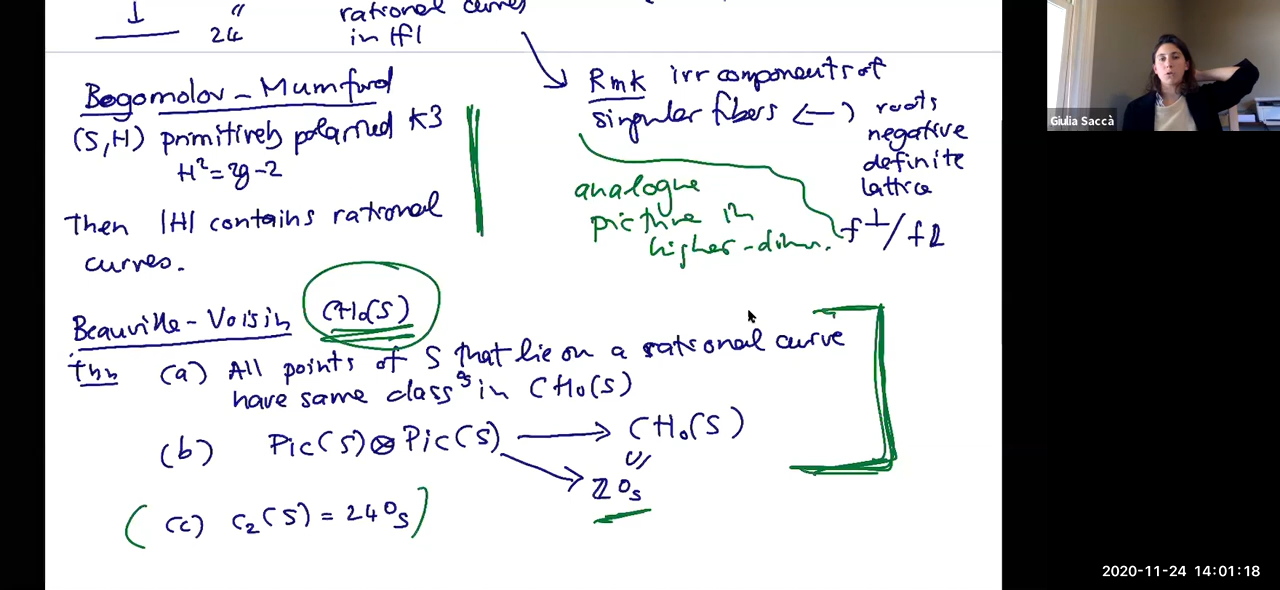 1 " rational curves
24 in |f|
Bogomolov - Mumford
(S,H) primitively polarized K3
H² = 2g-2
Then |H| contains rational
curves.
Rmk irr components of
singular fibers <—> roots
negative
definite
lattice
f⊥/fℤ
analogue
picture in
higher-dim.
Beauville-Voisin CH₀(S)
thm (a) All points of S that lie on a rational curve
have same class 0s in CH₀(S)
(b) Pic(S)⊗Pic(S) → CH₀(S)
∪
ℤ0s
(c) C₂(S) = 24 0s
Giulia Saccà
2020-11-24 14:01:18